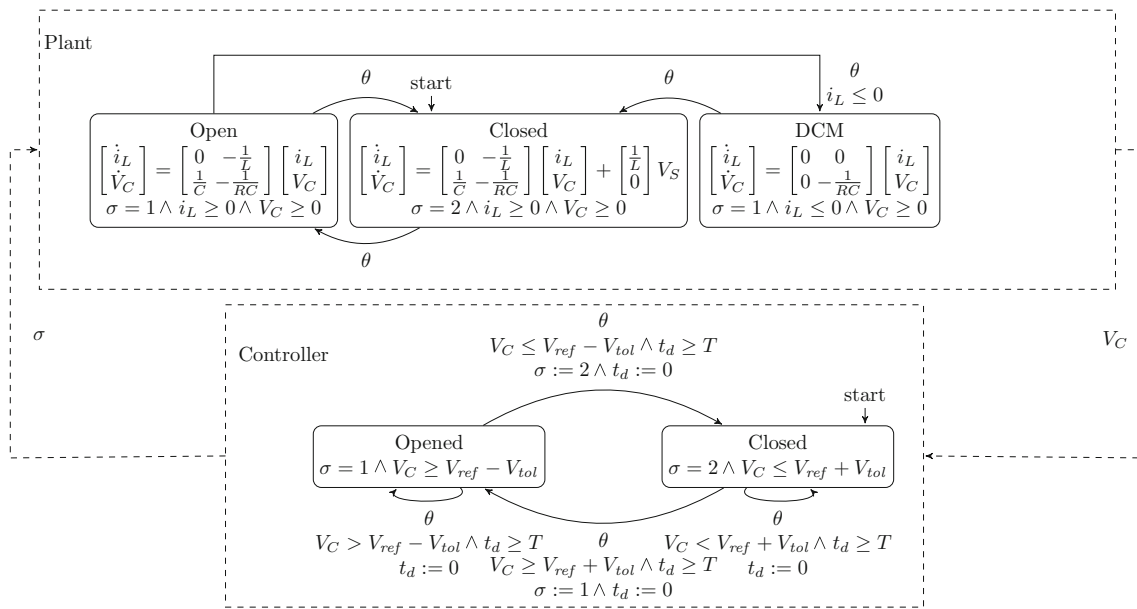 Plant
θ
start
θ
θ
i_L ≤ 0
Open
[i̇_L; V̇_C] = [0 −1/L; 1/C −1/RC] [i_L; V_C]
σ = 1 ∧ i_L ≥ 0 ∧ V_C ≥ 0
Closed
[i̇_L; V̇_C] = [0 −1/L; 1/C −1/RC] [i_L; V_C] + [1/L; 0] V_S
σ = 2 ∧ i_L ≥ 0 ∧ V_C ≥ 0
DCM
[i̇_L; V̇_C] = [0 0; 0 −1/RC] [i_L; V_C]
σ = 1 ∧ i_L ≤ 0 ∧ V_C ≥ 0
θ
σ
V_C
Controller
θ
V_C ≤ V_ref − V_tol ∧ t_d ≥ T
σ := 2 ∧ t_d := 0
start
Opened
σ = 1 ∧ V_C ≥ V_ref − V_tol
Closed
σ = 2 ∧ V_C ≤ V_ref + V_tol
θ
V_C > V_ref − V_tol ∧ t_d ≥ T
t_d := 0
θ
V_C ≥ V_ref + V_tol ∧ t_d ≥ T
σ := 1 ∧ t_d := 0
θ
V_C < V_ref + V_tol ∧ t_d ≥ T
t_d := 0